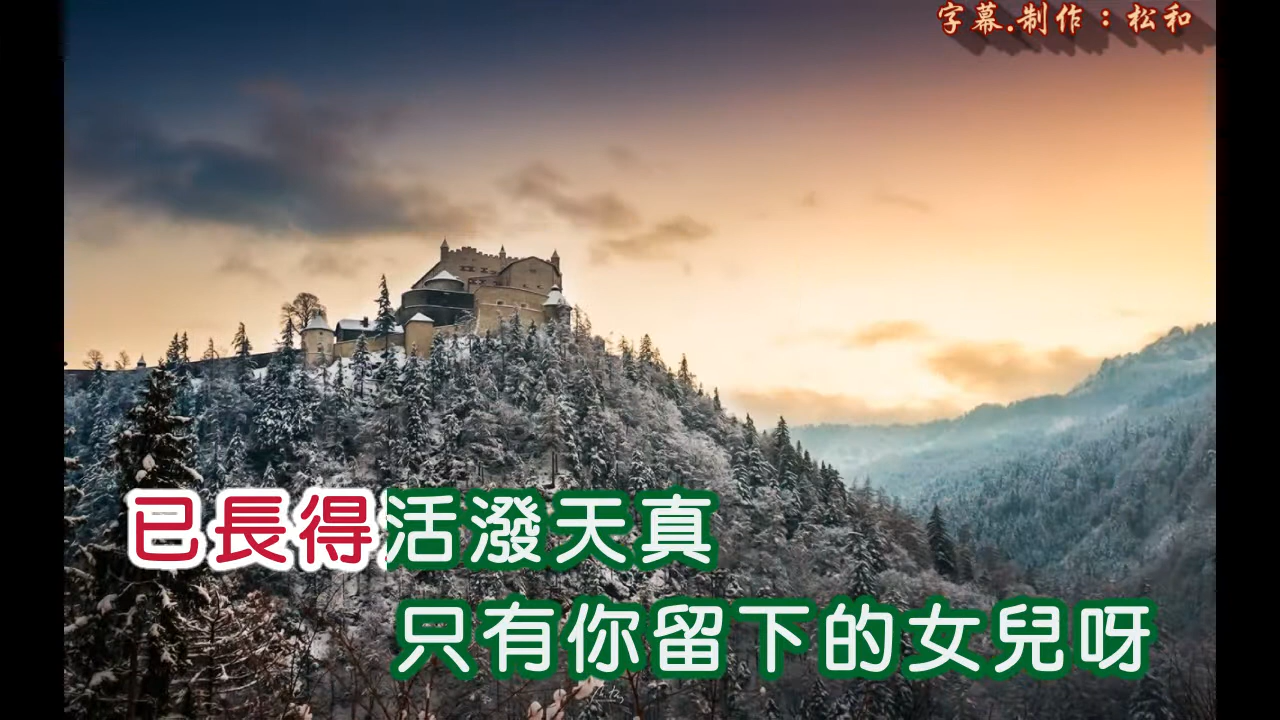 字幕.制作：松和
已長得活潑天真
只有你留下的女兒呀